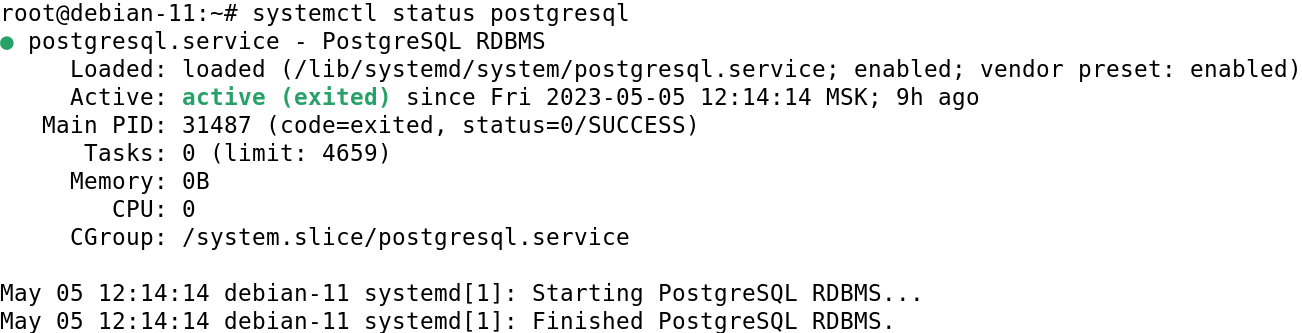 root@debian-11:~# systemctl status postgresql
● postgresql.service - PostgreSQL RDBMS
     Loaded: loaded (/lib/systemd/system/postgresql.service; enabled; vendor preset: enabled)
     Active: active (exited) since Fri 2023-05-05 12:14:14 MSK; 9h ago
   Main PID: 31487 (code=exited, status=0/SUCCESS)
      Tasks: 0 (limit: 4659)
     Memory: 0B
        CPU: 0
     CGroup: /system.slice/postgresql.service

May 05 12:14:14 debian-11 systemd[1]: Starting PostgreSQL RDBMS...
May 05 12:14:14 debian-11 systemd[1]: Finished PostgreSQL RDBMS.